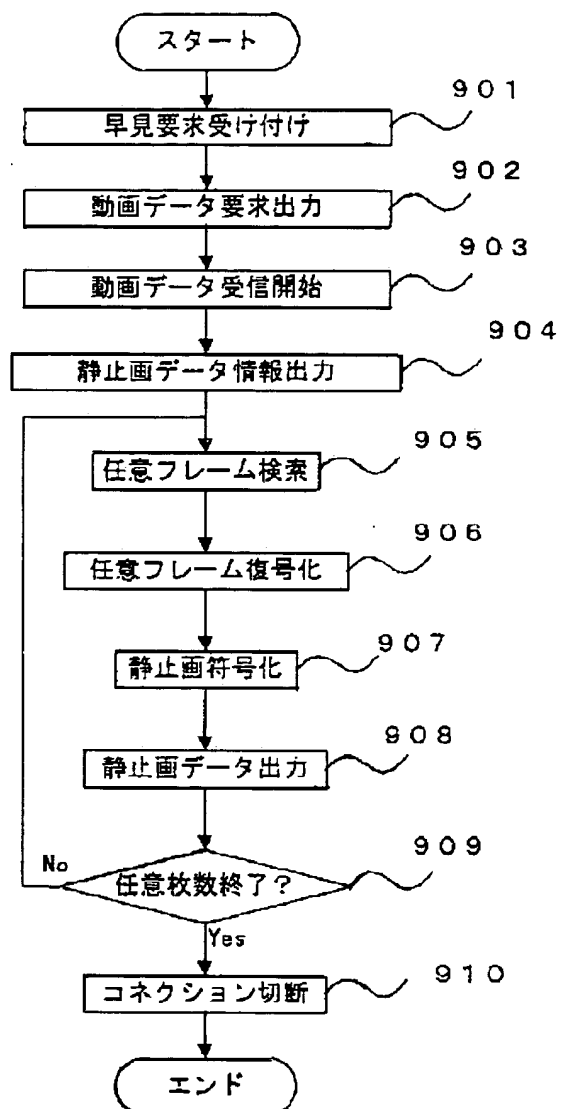 スタート
901
早見要求受け付け
902
動画データ要求出力
903
動画データ受信開始
904
静止画データ情報出力
905
任意フレーム検索
906
任意フレーム復号化
907
静止画符号化
908
静止画データ出力
909
No
任意枚数終了?
Yes
910
コネクション切断
エンド